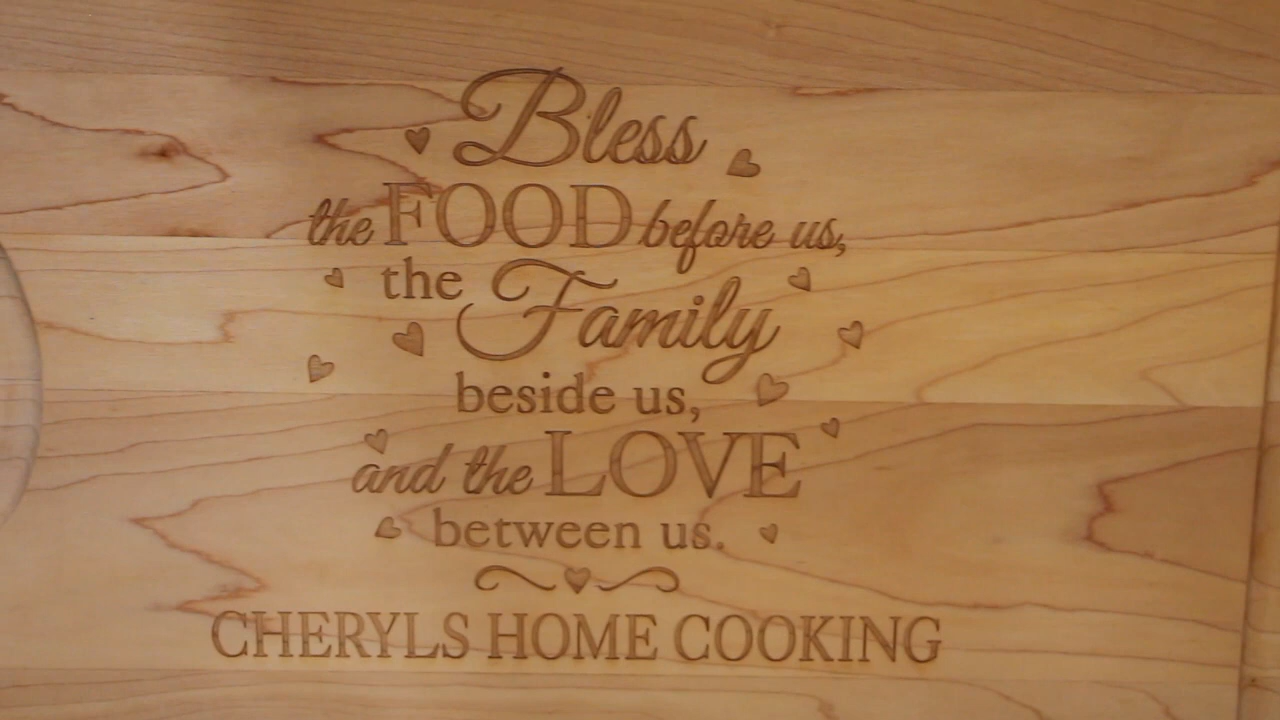 Bless
the FOOD before us,
the Family
beside us,
and the LOVE
between us.
CHERYLS HOME COOKING